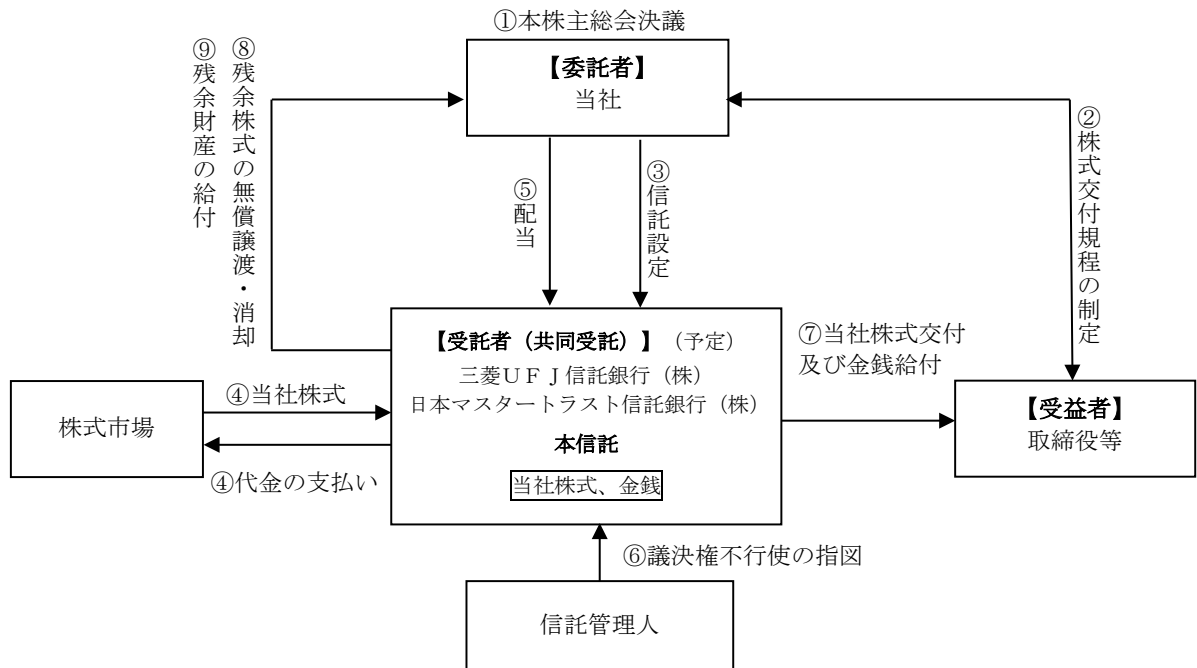 ①本株主総会決議
【委託者】
当社
⑨残余財産の給付
⑧残余株式の無償譲渡・消却
⑤配当
③信託設定
②株式交付規程の制定
【受託者（共同受託）】（予定）
三菱ＵＦＪ信託銀行（株）
日本マスタートラスト信託銀行（株）
本信託
当社株式、金銭
⑦当社株式交付
及び金銭給付
株式市場
④当社株式
④代金の支払い
【受益者】
取締役等
⑥議決権不行使の指図
信託管理人